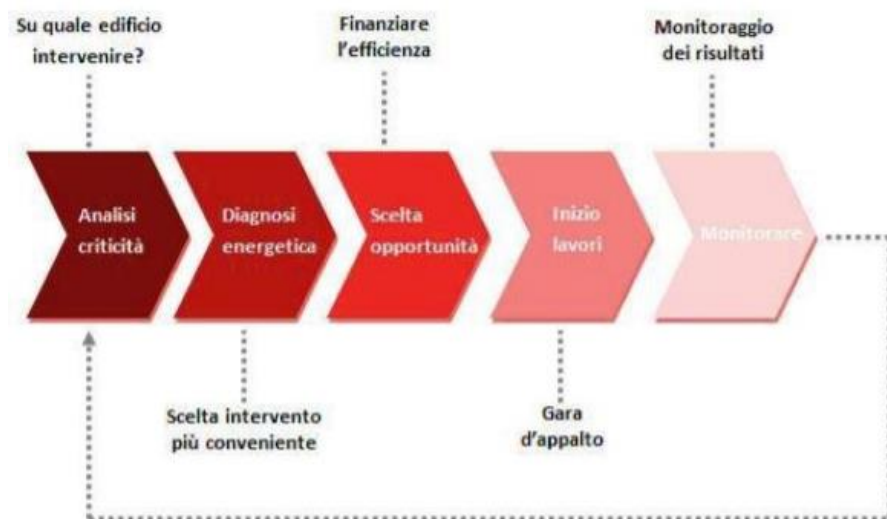 Su quale edificio
intervenire?
Finanziare
l'efficienza
Monitoraggio
dei risultati
Analisi
criticità
Diagnosi
energetica
Scelta
opportunità
Inizio
lavori
Monitorare
Scelta intervento
più conveniente
Gara
d'appalto